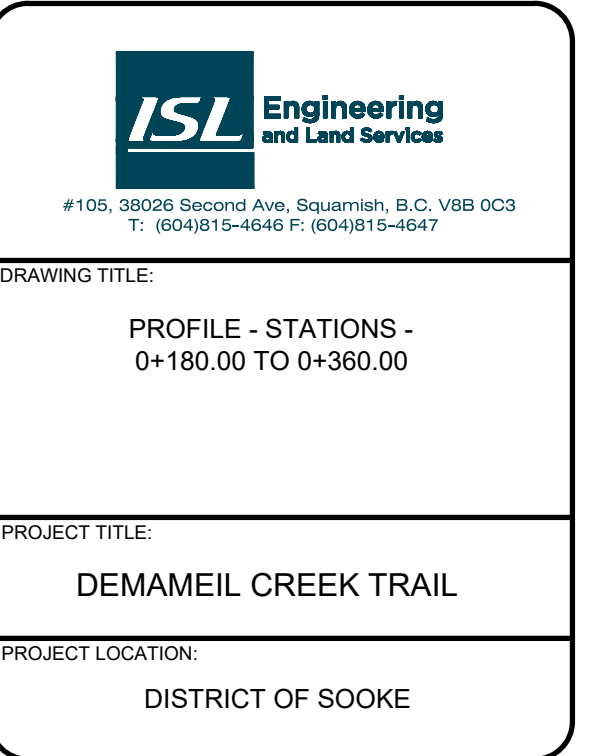 ISL Engineering
and Land Services
#105, 38026 Second Ave, Squamish, B.C. V8B 0C3
T: (604)815-4646 F: (604)815-4647
DRAWING TITLE:
PROFILE - STATIONS -
0+180.00 TO 0+360.00
PROJECT TITLE:
DEMAMEIL CREEK TRAIL
PROJECT LOCATION:
DISTRICT OF SOOKE